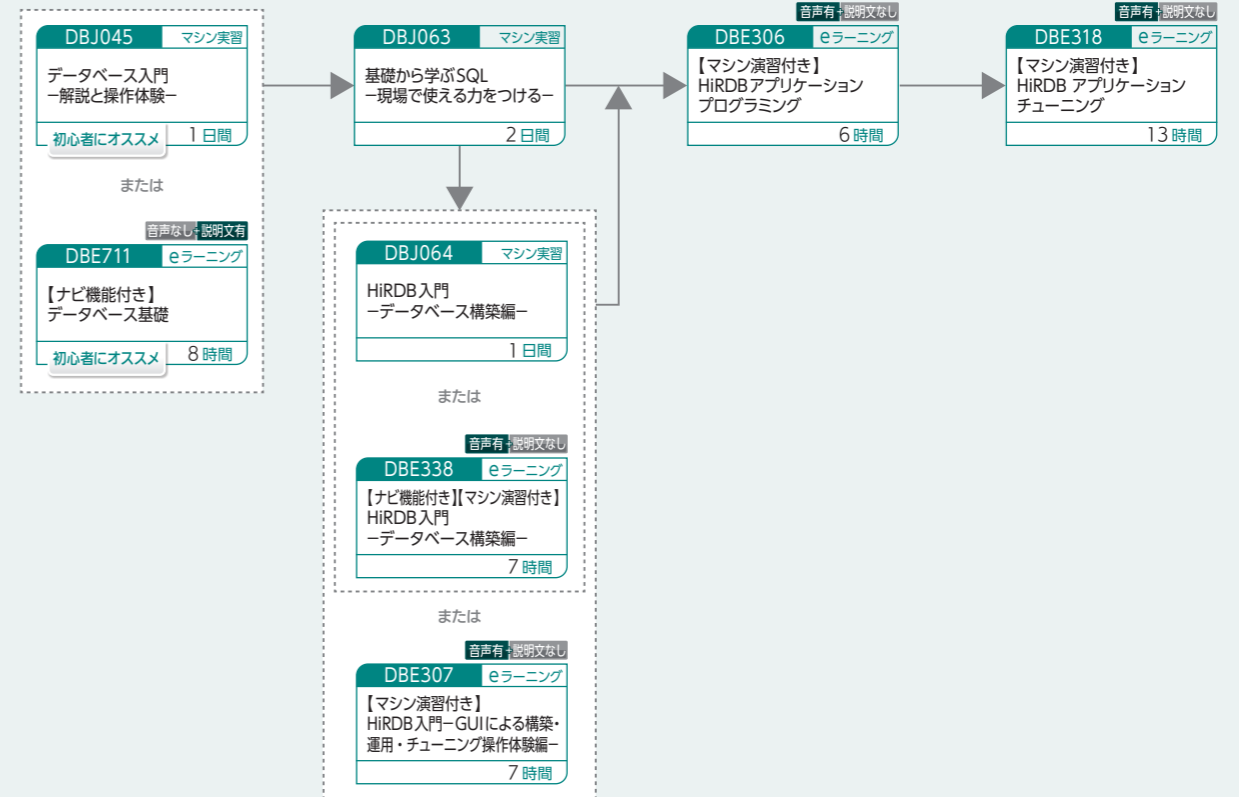 DBJ045 マシン実習
データベース入門
−解説と操作体験−
初心者にオススメ 1日間
または
音声なし+説明文有
DBE711 eラーニング
【ナビ機能付き】
データベース基礎
初心者にオススメ 8時間
DBJ063 マシン実習
基礎から学ぶSQL
−現場で使える力をつける−
2日間
DBJ064 マシン実習
HiRDB入門
−データベース構築編−
1日間
または
音声有+説明文なし
DBE338 eラーニング
【ナビ機能付き】【マシン演習付き】
HiRDB入門
−データベース構築編−
7時間
または
音声有+説明文なし
DBE307 eラーニング
【マシン演習付き】
HiRDB入門−GUIによる構築・
運用・チューニング操作体験編−
7時間
音声有+説明文なし
DBE306 eラーニング
【マシン演習付き】
HiRDBアプリケーション
プログラミング
6時間
音声有+説明文なし
DBE318 eラーニング
【マシン演習付き】
HiRDB アプリケーション
チューニング
13時間